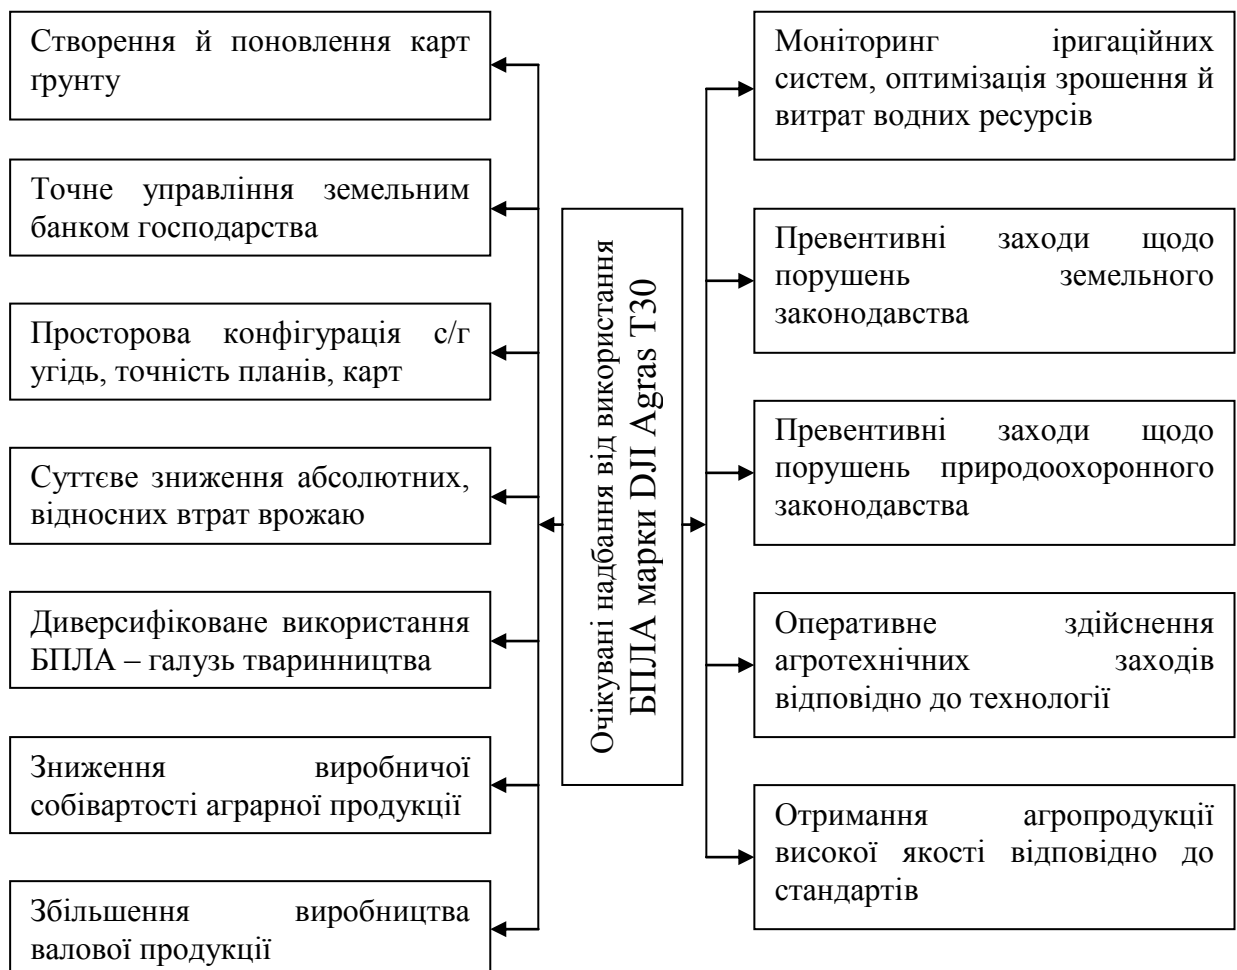 Створення й поновлення карт
ґрунту
Точне управління земельним
банком господарства
Просторова конфігурація с/г
угідь, точність планів, карт
Суттєве зниження абсолютних,
відносних втрат врожаю
Диверсифіковане використання
БПЛА – галузь тваринництва
Зниження виробничої
собівартості аграрної продукції
Збільшення виробництва
валової продукції
Очікувані надбання від використання
БПЛА марки DJI Agras T30
Моніторинг іригаційних
систем, оптимізація зрошення й
витрат водних ресурсів
Превентивні заходи щодо
порушень земельного
законодавства
Превентивні заходи щодо
порушень природоохоронного
законодавства
Оперативне здійснення
агротехнічних заходів
відповідно до технології
Отримання агропродукції
високої якості відповідно до
стандартів